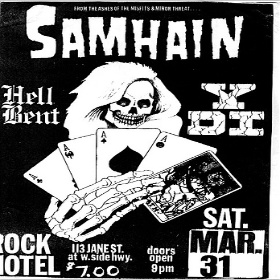 FROM THE ASHES OF THE MISFITS & MINOR THREAT....
SAMHAIN
Hell
Bent
Y
DI
A
A
A
A
ROCK
HOTEL
113 JANE ST.
at w. side hwy.
$7.00
doors
open
9pm
SAT.
MAR.
31